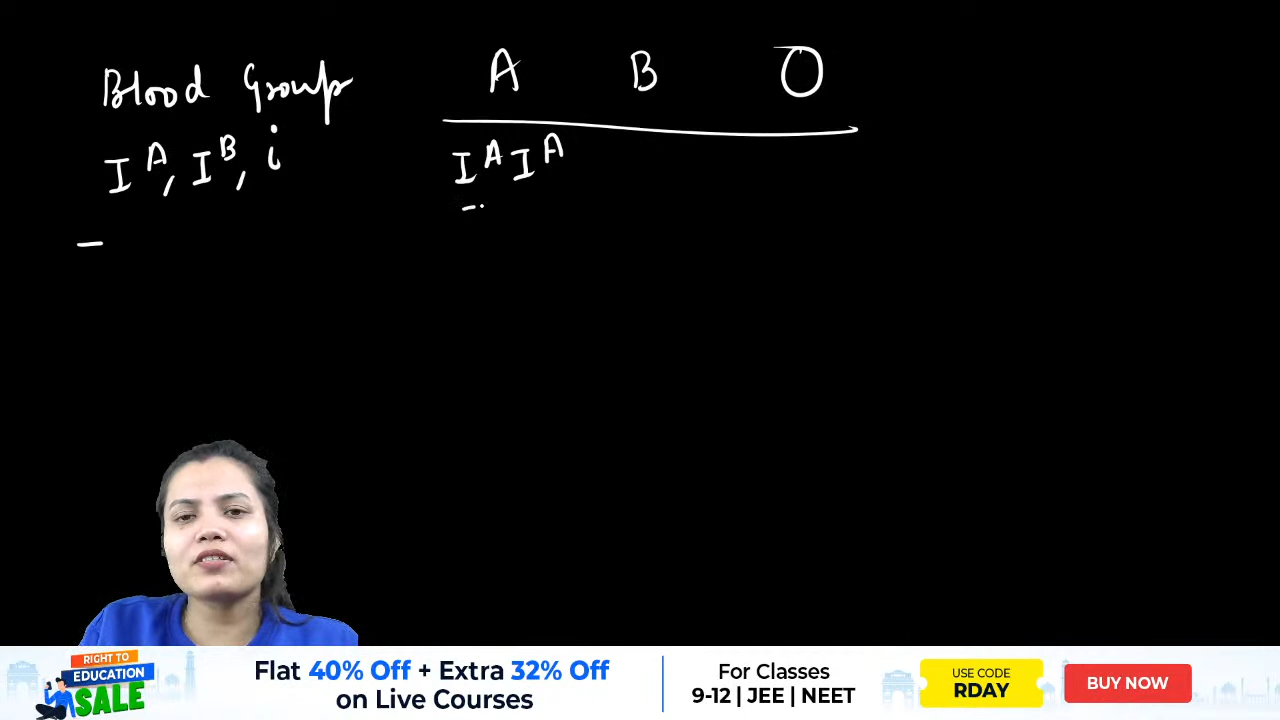 Blood Group A B O
I^A, I^B, i I^A I^A
RIGHT TO
EDUCATION
SALE
Flat 40% Off + Extra 32% Off
on Live Courses
For Classes
9-12 | JEE | NEET
USE CODE
RDAY
BUY NOW